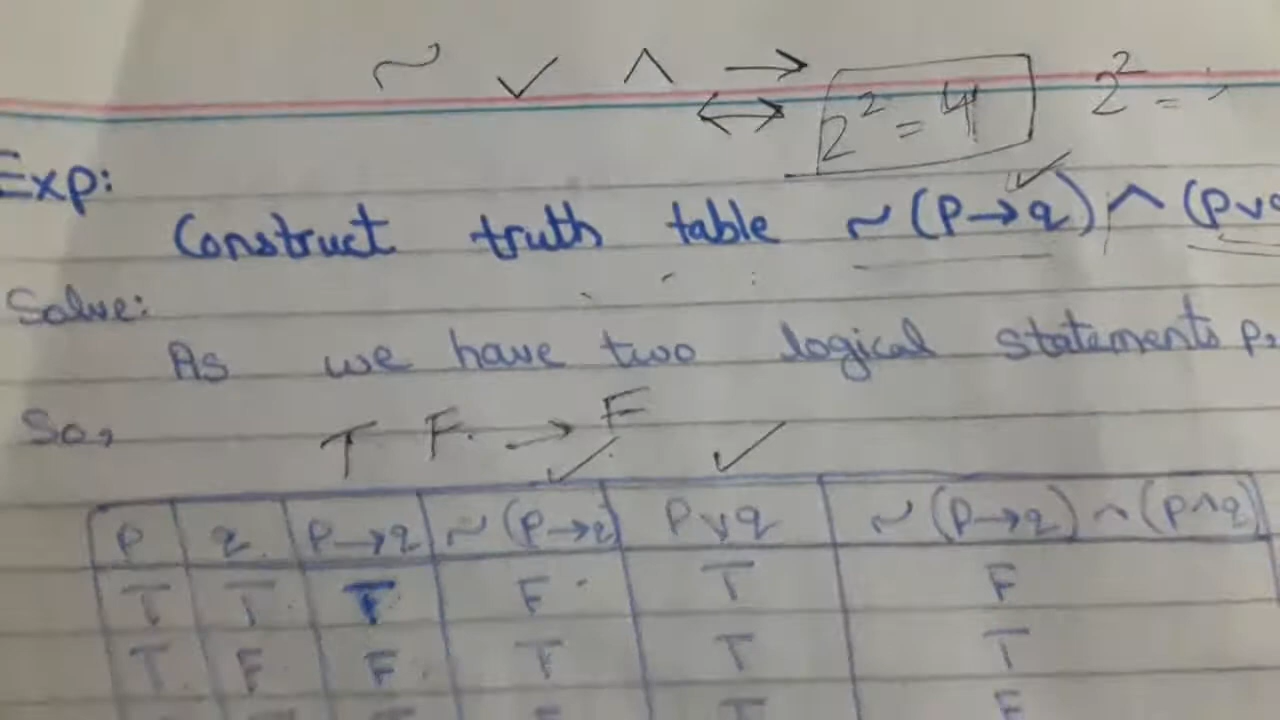 ~ ∨ ∧ →
↔ 2² = 4 2² =
Exp:
Construct truth table ~(p→q) ∧ (p∨q
Solve:
As we have two logical statements p,
So,
T F. → F
p q p→q ~(p→q) p∨q ~(p→q)∧(p∧q)
T T T F T F
T F F T T T
T F